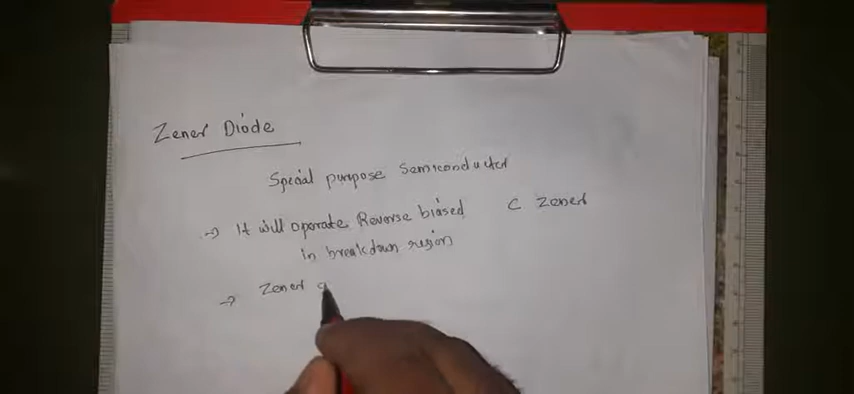 Zener Diode
Special purpose Semiconductor
→ It will operate Reverse biased C Zener
in breakdown region
→ Zener